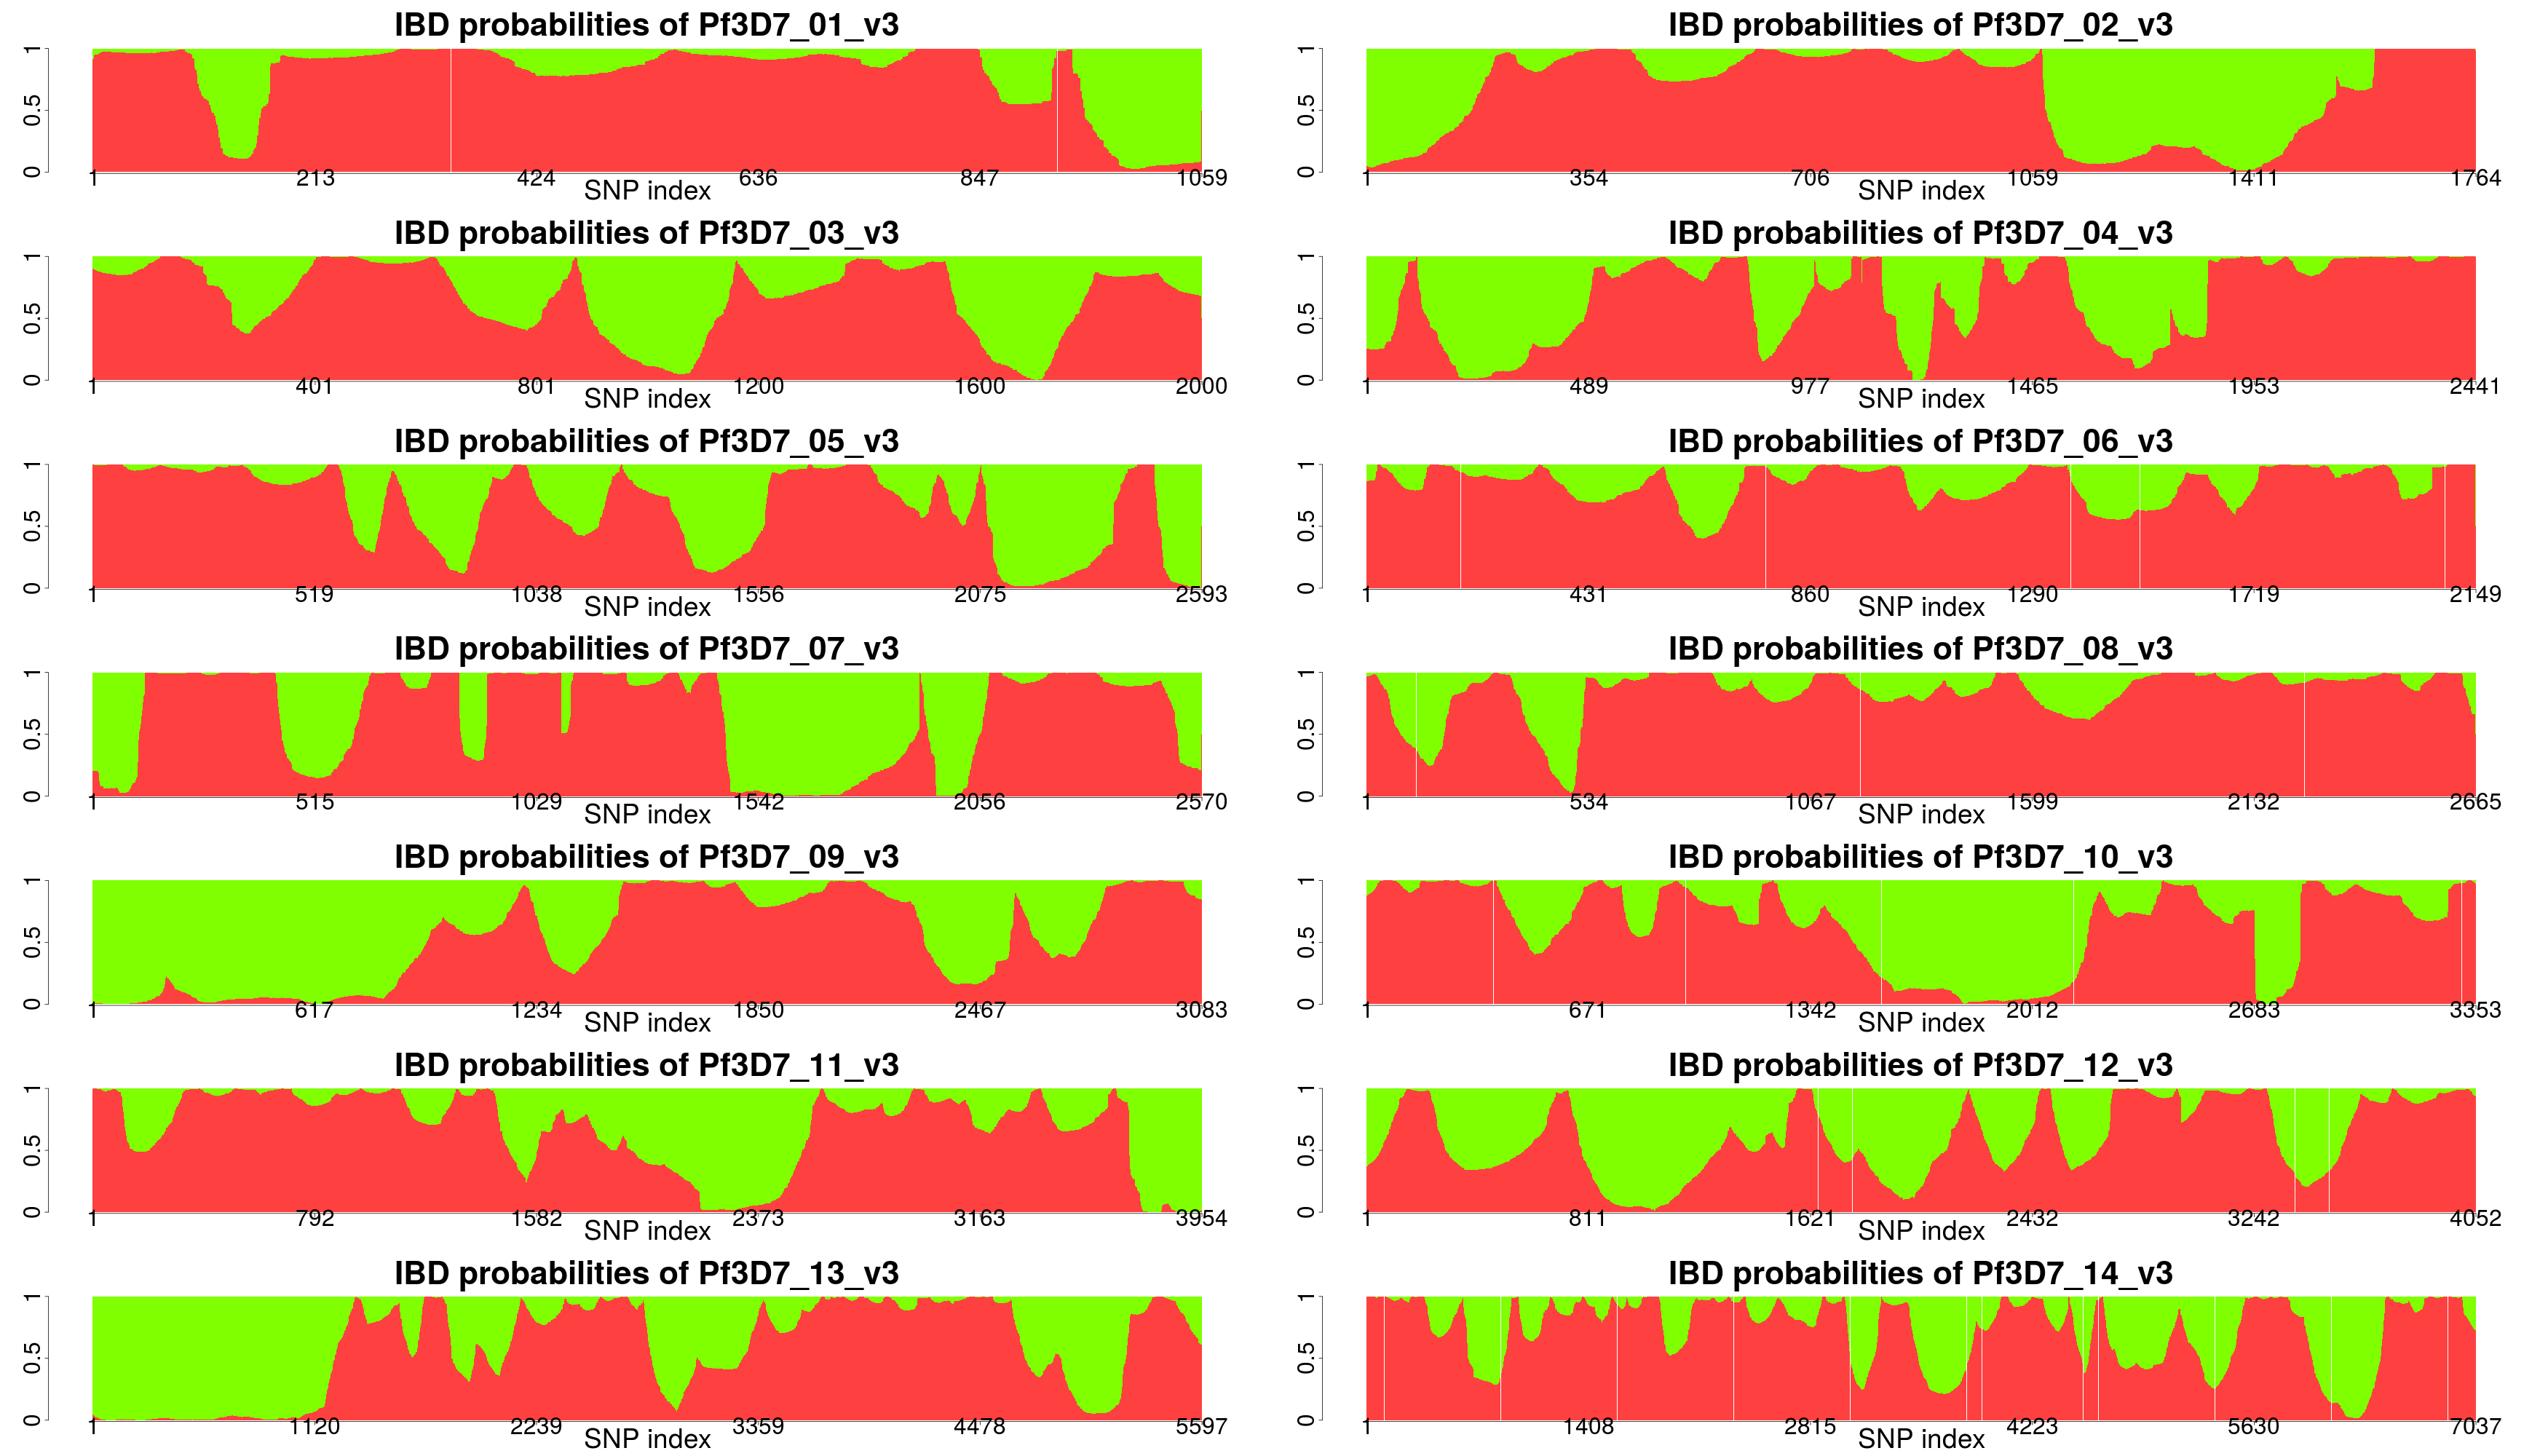 IBD probabilities of Pf3D7_01_v3
0 0.5 1
1 213 424 636 847 1059
SNP index
IBD probabilities of Pf3D7_02_v3
0 0.5 1
1 354 706 1059 1411 1764
SNP index
IBD probabilities of Pf3D7_03_v3
0 0.5 1
1 401 801 1200 1600 2000
SNP index
IBD probabilities of Pf3D7_04_v3
0 0.5 1
1 489 977 1465 1953 2441
SNP index
IBD probabilities of Pf3D7_05_v3
0 0.5 1
1 519 1038 1556 2075 2593
SNP index
IBD probabilities of Pf3D7_06_v3
0 0.5 1
1 431 860 1290 1719 2149
SNP index
IBD probabilities of Pf3D7_07_v3
0 0.5 1
1 515 1029 1542 2056 2570
SNP index
IBD probabilities of Pf3D7_08_v3
0 0.5 1
1 534 1067 1599 2132 2665
SNP index
IBD probabilities of Pf3D7_09_v3
0 0.5 1
1 617 1234 1850 2467 3083
SNP index
IBD probabilities of Pf3D7_10_v3
0 0.5 1
1 671 1342 2012 2683 3353
SNP index
IBD probabilities of Pf3D7_11_v3
0 0.5 1
1 792 1582 2373 3163 3954
SNP index
IBD probabilities of Pf3D7_12_v3
0 0.5 1
1 811 1621 2432 3242 4052
SNP index
IBD probabilities of Pf3D7_13_v3
0 0.5 1
1 1120 2239 3359 4478 5597
SNP index
IBD probabilities of Pf3D7_14_v3
0 0.5 1
1 1408 2815 4223 5630 7037
SNP index